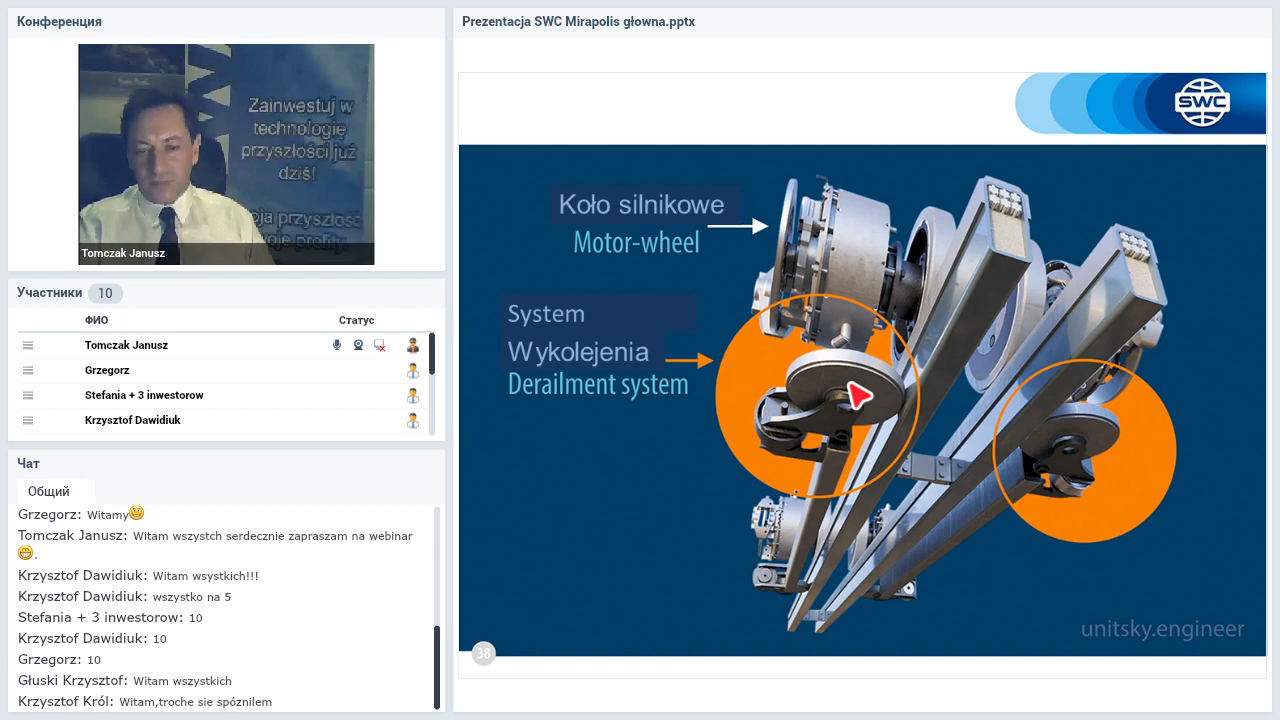 Конференция
Zainwestuj w
technologię
przyszłości już
dziś!
Tomczak Janusz
Участники 10
ФИО Статус
Tomczak Janusz
Grzegorz
Stefania + 3 inwestorow
Krzysztof Dawidiuk
Чат
Общий
Grzegorz: Witamy
Tomczak Janusz: Witam wszystch serdecznie zapraszam na webinar
.
Krzysztof Dawidiuk: Witam wsystkich!!!
Krzysztof Dawidiuk: wszystko na 5
Stefania + 3 inwestorow: 10
Krzysztof Dawidiuk: 10
Grzegorz: 10
Głuski Krzysztof: Witam wszystkich
Krzysztof Król: Witam,troche sie spóznilem
Prezentacja SWC Mirapolis głowna.pptx
SWC
Koło silnikowe
Motor-wheel
System
Wykolejenia
Derailment system
unitsky.engineer
38